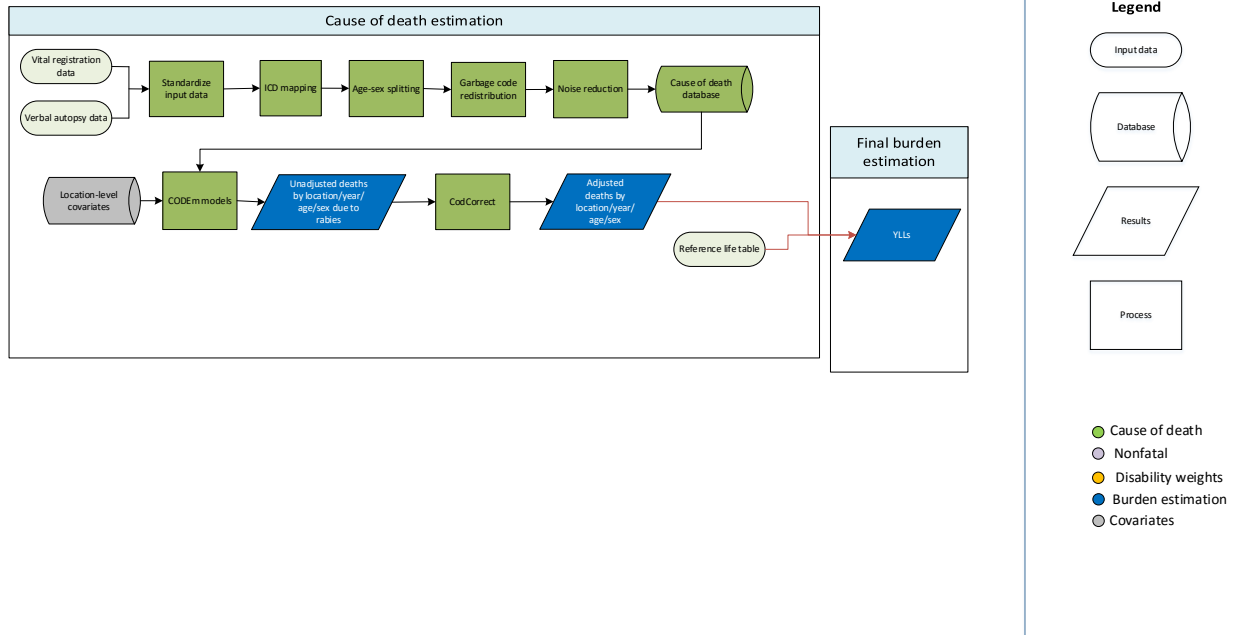 Cause of death estimation
Vital registration
data
Verbal autopsy data
Standardize
input data
ICD mapping
Age-sex splitting
Garbage code
redistribution
Noise reduction
Cause of death
database
Location-level
covariates
CODEm models
Unadjusted deaths
by location/year/
age/sex due to
rabies
CodCorrect
Adjusted
deaths by
location/year/
age/sex
Reference life table
Final burden
estimation
YLLs
Legend
Input data
Database
Results
Process
Cause of death
Nonfatal
Disability weights
Burden estimation
Covariates